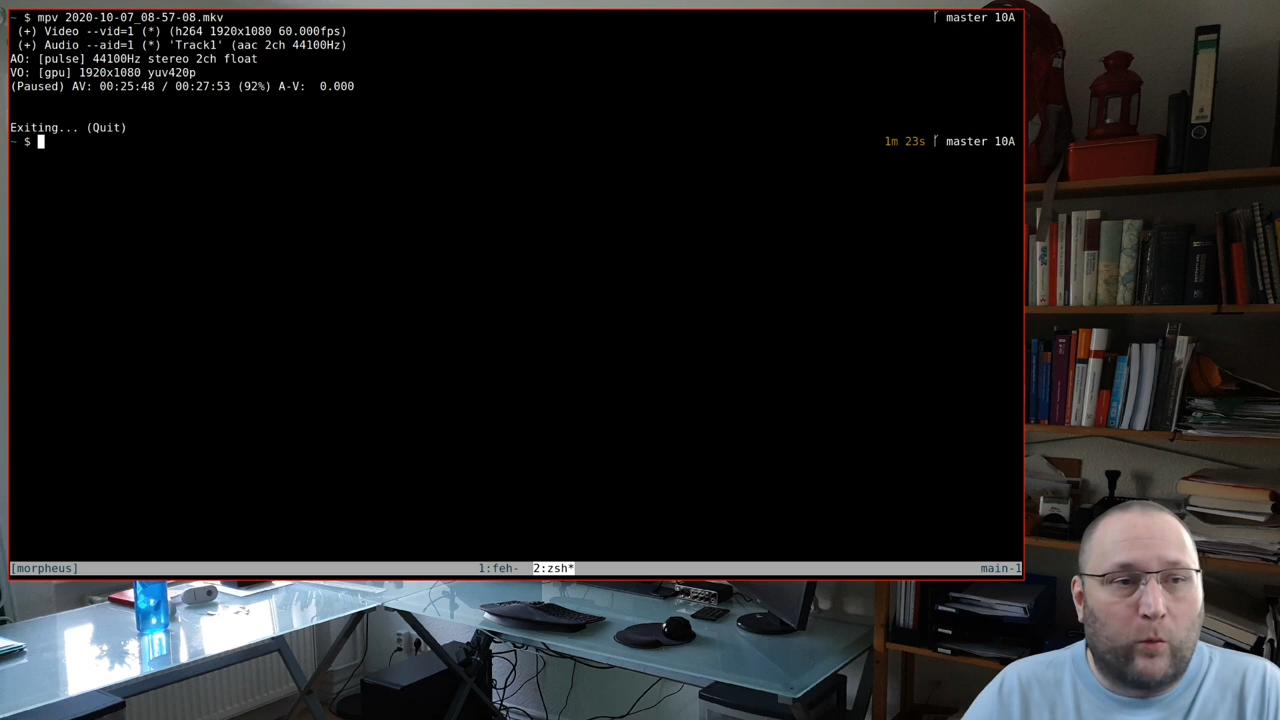 ~ $ mpv 2020-10-07_08-57-08.mkv master 10A
(+) Video --vid=1 (*) (h264 1920x1080 60.000fps)
(+) Audio --aid=1 (*) 'Track1' (aac 2ch 44100Hz)
AO: [pulse] 44100Hz stereo 2ch float
VO: [gpu] 1920x1080 yuv420p
(Paused) AV: 00:25:48 / 00:27:53 (92%) A-V: 0.000
Exiting... (Quit)
~ $ 1m 23s master 10A
[morpheus] 1:feh- 2:zsh* main-1